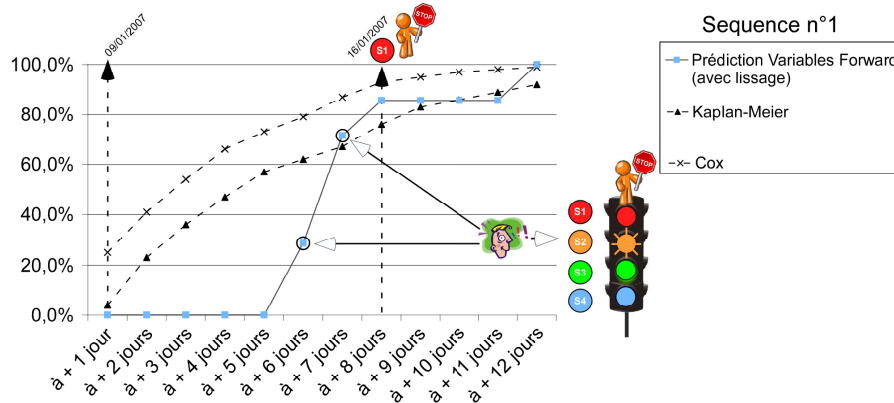 Sequence n°1
Prédiction Variables Forward
(avec lissage)
Kaplan-Meier
Cox
09/01/2007
16/01/2007
S1
STOP
100,0%
80,0%
60,0%
40,0%
20,0%
0,0%
à + 1 jour
à + 2 jours
à + 3 jours
à + 4 jours
à + 5 jours
à + 6 jours
à + 7 jours
à + 8 jours
à + 9 jours
à + 10 jours
à + 11 jours
à + 12 jours
!!
STOP
S1
S2
S3
S4